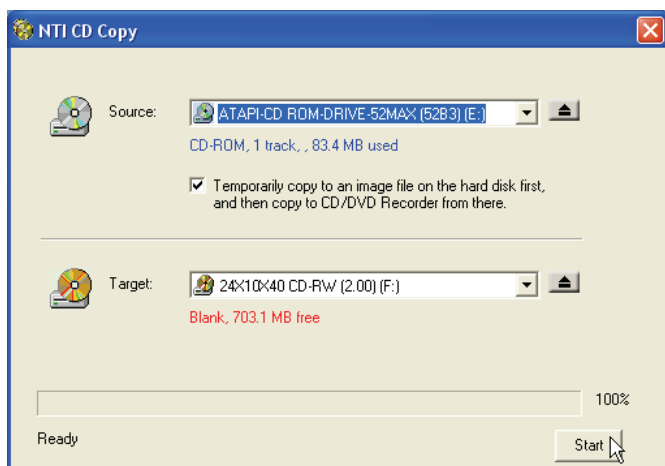 NTI CD Copy
Source:
ATAPI-CD ROM-DRIVE-52MAX (52B3) (E:)
CD-ROM, 1 track, , 83.4 MB used
Temporarily copy to an image file on the hard disk first,
and then copy to CD/DVD Recorder from there.
Target:
24X10X40 CD-RW (2.00) (F:)
Blank, 703.1 MB free
100%
Ready
Start